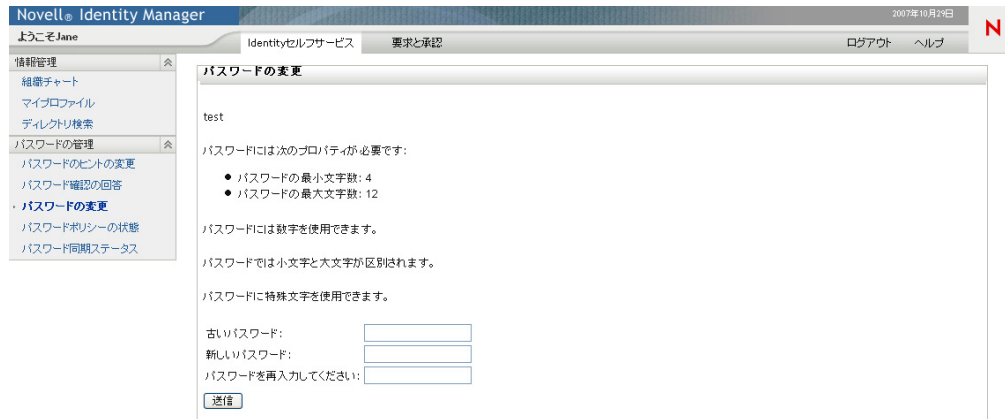 Novell® Identity Manager
2007年10月29日
N
ようこそJane
Identityセルフサービス
要求と承認
ログアウト
ヘルプ
情報管理
組織チャート
マイプロファイル
ディレクトリ検索
パスワードの管理
パスワードのヒントの変更
パスワード確認の回答
パスワードの変更
パスワードポリシーの状態
パスワード同期ステータス
パスワードの変更
test
パスワードには次のプロパティが必要です:
● パスワードの最小文字数: 4
● パスワードの最大文字数: 12
パスワードには数字を使用できます。
パスワードでは小文字と大文字が区別されます。
パスワードに特殊文字を使用できます。
古いパスワード:
新しいパスワード:
パスワードを再入力してください:
送信